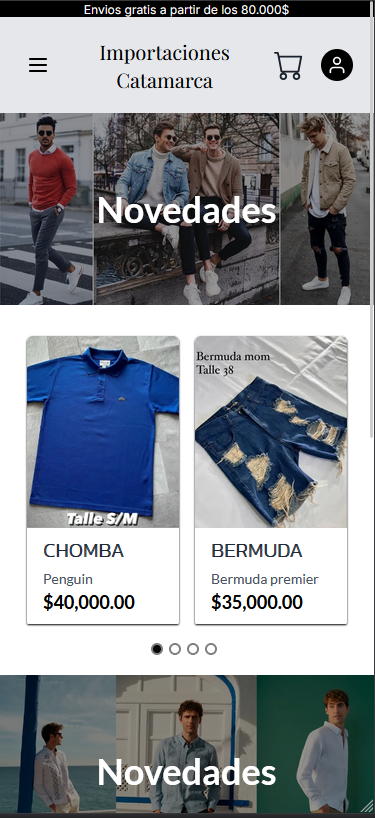 Envios gratis a partir de los 80.000$
Importaciones
Catamarca
Novedades
Bermuda mom
Talle 38
Talle S/M
CHOMBA
Penguin
$40,000.00
BERMUDA
Bermuda premier
$35,000.00
Novedades